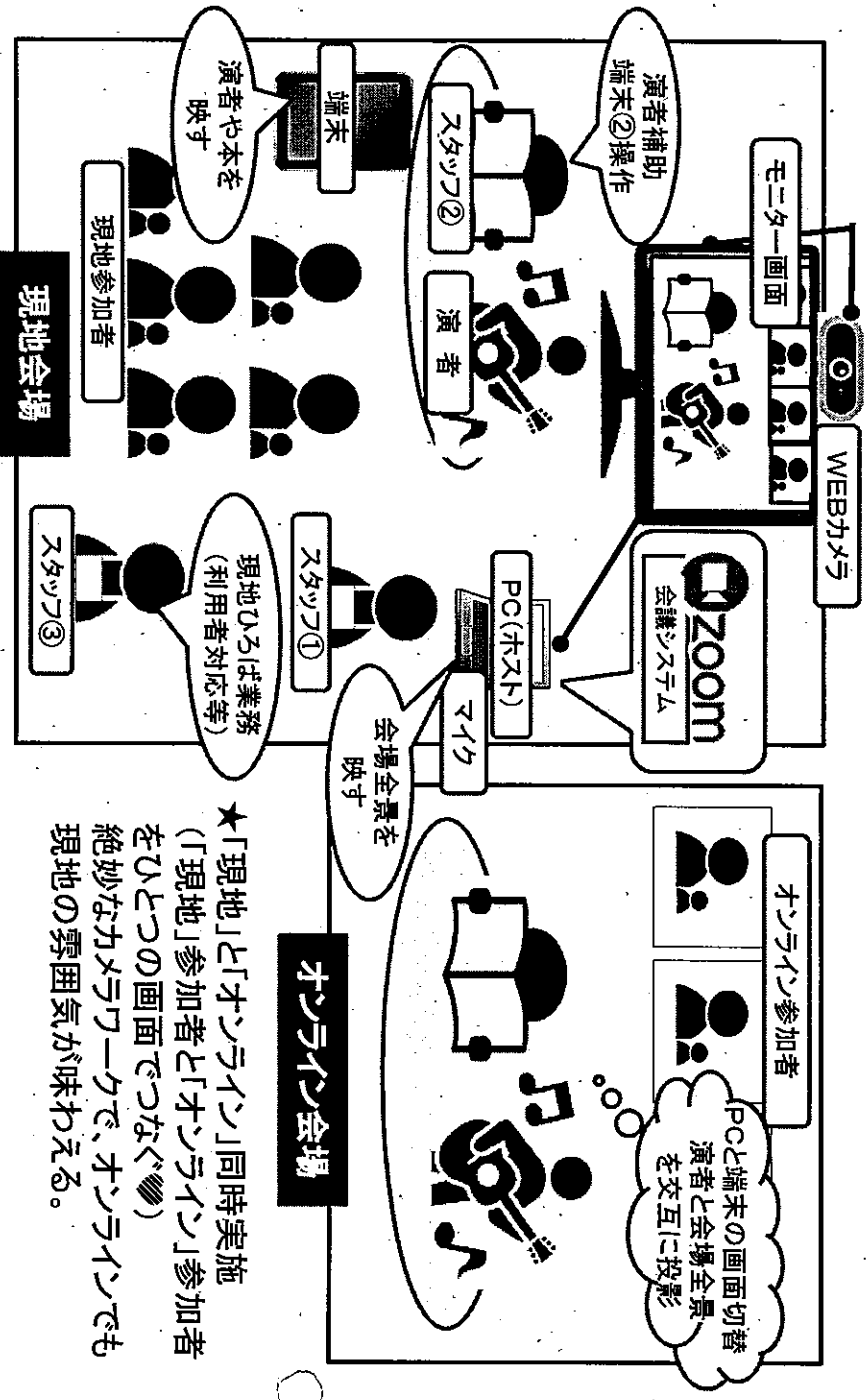 WEBカメラ
モニター画面
zoom
会議システム
演者補助
端末②操作
スタッフ②
演者
PC(ホスト)
マイク
端末
演者や本を
映す
スタッフ①
会場全景を
映す
現地ひろば業務
(利用者対応等)
スタッフ③
現地参加者
現地会場
オンライン参加者
PCと端末の画面切替
演者と会場全景
を交互に投影
オンライン会場
★「現地」と「オンライン」同時実施
(「現地」参加者と「オンライン」参加者
をひとつの画面でつなぐ)
絶妙なカメラワークで、オンラインでも
現地の雰囲気が味わえる。